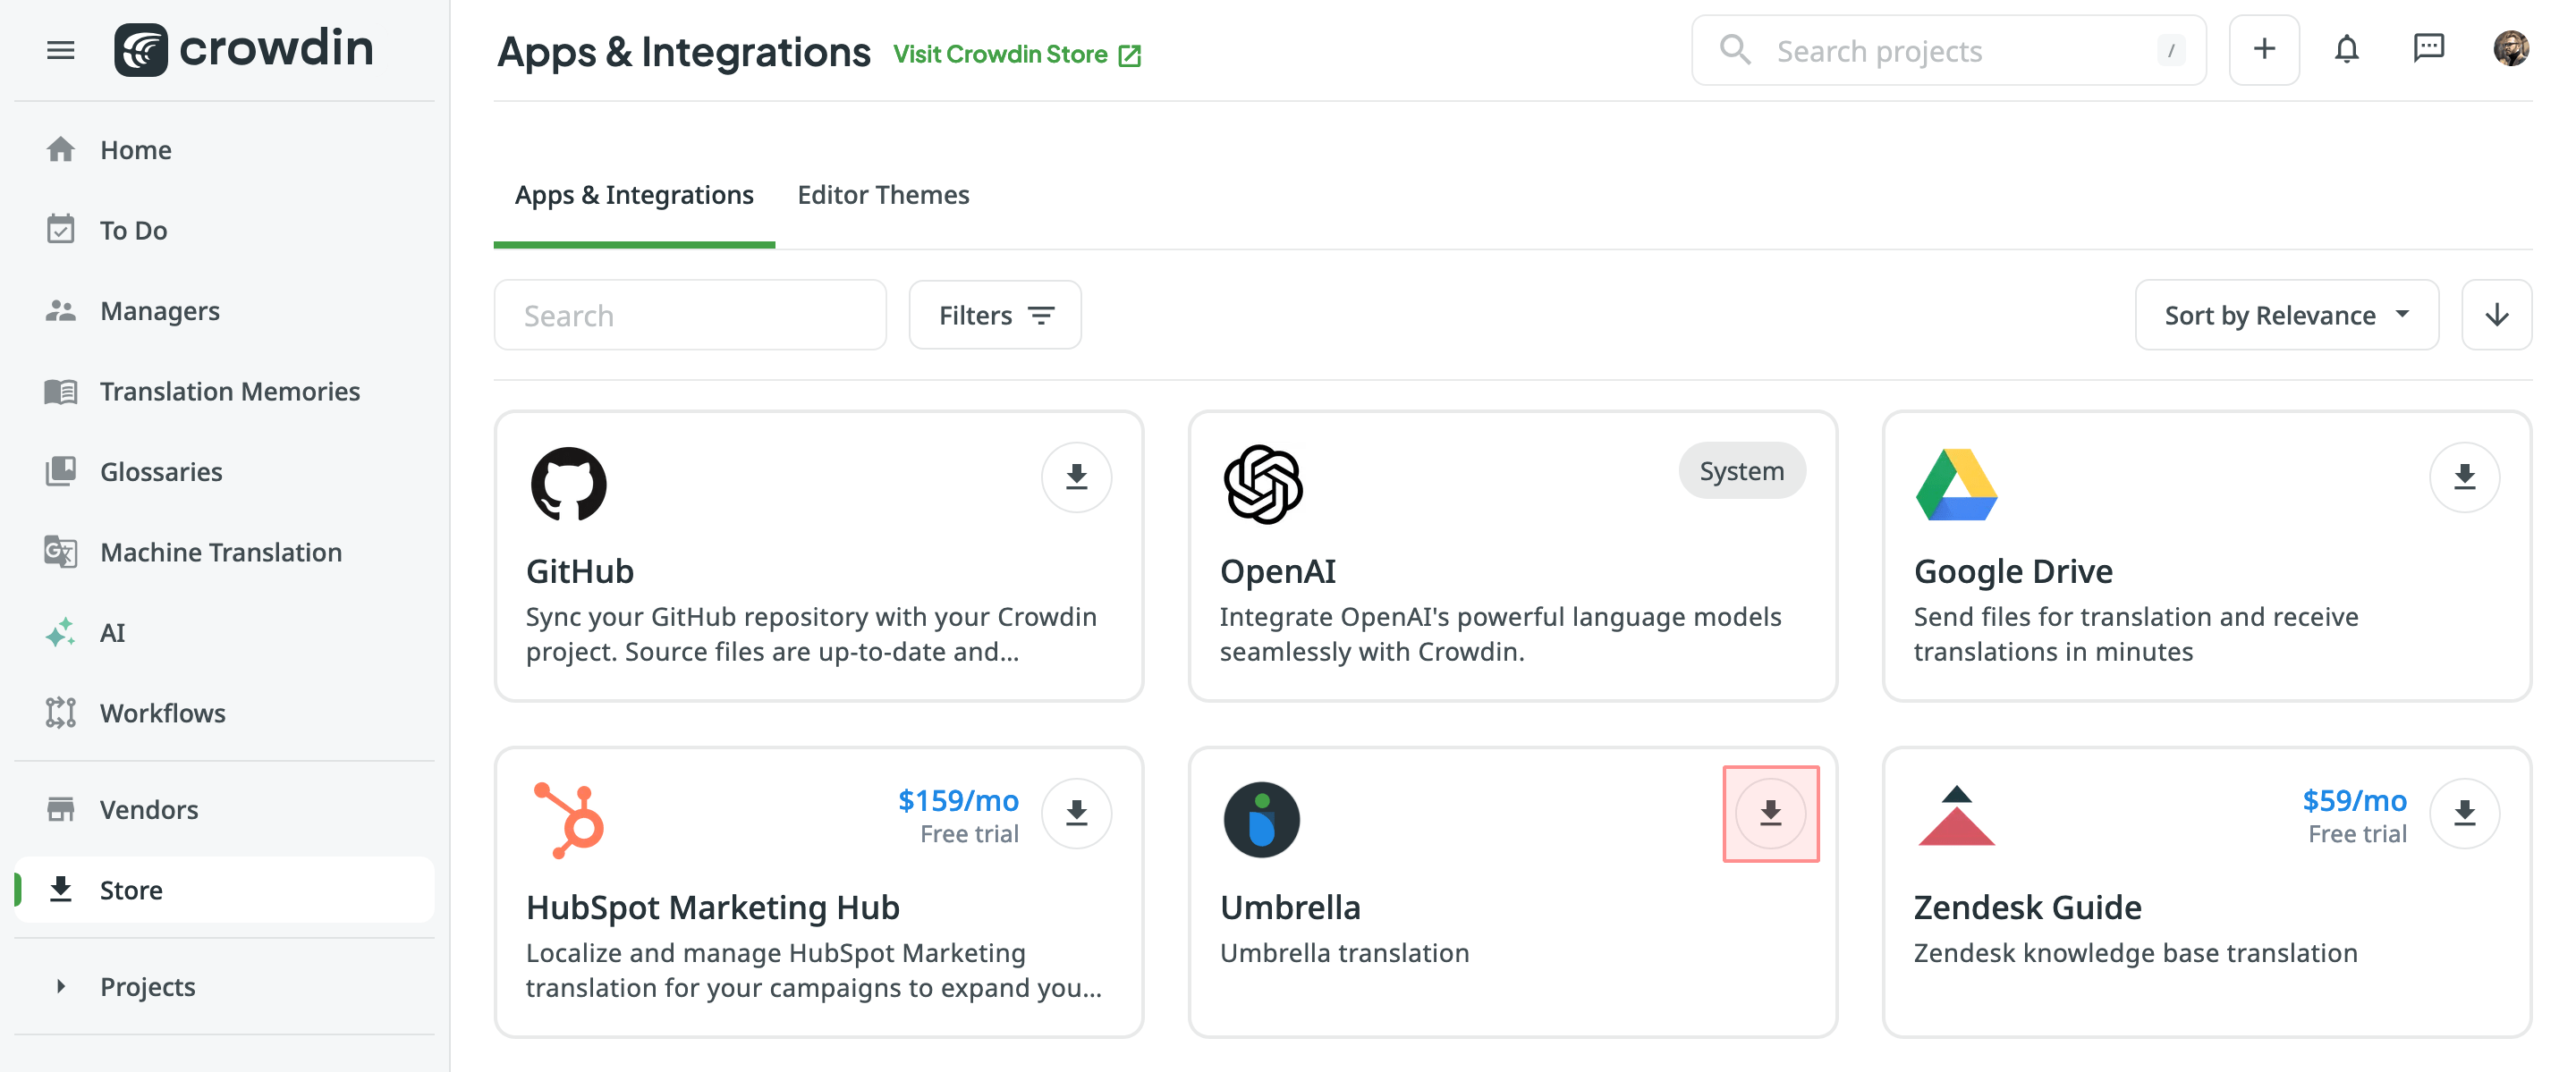 crowdin
Apps & Integrations
Visit Crowdin Store
Search projects
/
Home
To Do
Managers
Translation Memories
Glossaries
Machine Translation
AI
Workflows
Vendors
Store
Projects
Apps & Integrations
Editor Themes
Search
Filters
Sort by Relevance
GitHub
Sync your GitHub repository with your Crowdin
project. Source files are up-to-date and...
System
OpenAI
Integrate OpenAI's powerful language models
seamlessly with Crowdin.
Google Drive
Send files for translation and receive
translations in minutes
$159/mo
Free trial
HubSpot Marketing Hub
Localize and manage HubSpot Marketing
translation for your campaigns to expand you...
Umbrella
Umbrella translation
$59/mo
Free trial
Zendesk Guide
Zendesk knowledge base translation